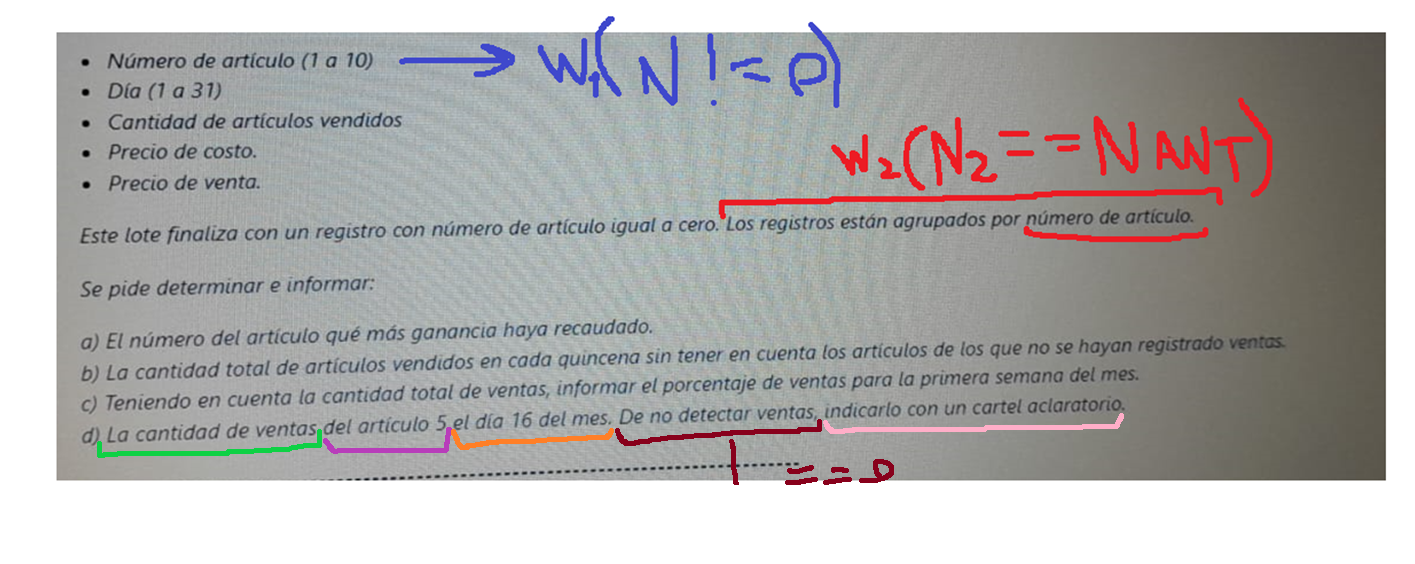 • Número de artículo (1 a 10) W1(N != 0)
• Día (1 a 31)
• Cantidad de artículos vendidos
W2(N2 == NANT)
• Precio de costo.
• Precio de venta.
Este lote finaliza con un registro con número de artículo igual a cero. Los registros están agrupados por número de artículo.
Se pide determinar e informar:
a) El número del artículo qué más ganancia haya recaudado.
b) La cantidad total de artículos vendidos en cada quincena sin tener en cuenta los artículos de los que no se hayan registrado ventas.
c) Teniendo en cuenta la cantidad total de ventas, informar el porcentaje de ventas para la primera semana del mes.
d) La cantidad de ventas del artículo 5 el día 16 del mes. De no detectar ventas, indicarlo con un cartel aclaratorio.
== 0